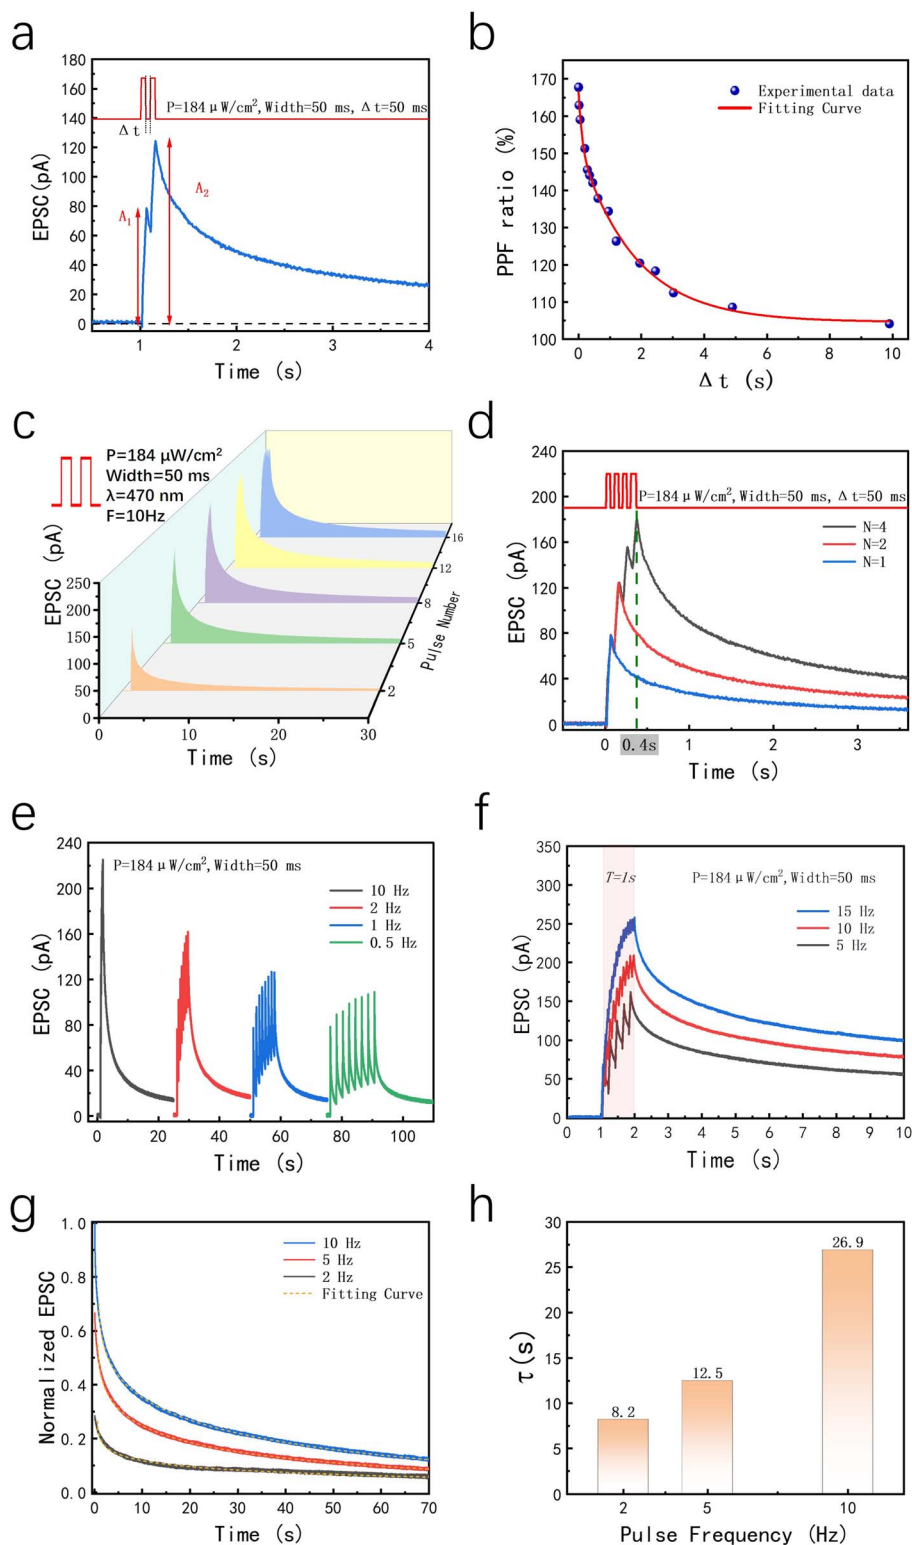 a
180
160
140
120
100
80
60
40
20
0
EPSC(pA)
P=184 μW/cm², Width=50 ms, Δt=50 ms
Δt
A₁
A₂
1
2
3
4
Time (s)
b
170
160
150
140
130
120
110
100
PPF ratio (%)
Experimental data
Fitting Curve
0
2
4
6
8
10
Δt (s)
c
P=184 μW/cm²
Width=50 ms
λ=470 nm
F=10Hz
EPSC (pA)
250
200
150
100
50
0
0
10
20
30
Time (s)
2
5
8
12
16
Pulse Number
d
240
200
160
120
80
40
0
EPSC (pA)
P=184 μW/cm², Width=50 ms, Δt=50 ms
N=4
N=2
N=1
0
0.4s
1
2
3
Time (s)
e
240
200
160
120
80
40
0
EPSC (pA)
P=184 μW/cm², Width=50 ms
10 Hz
2 Hz
1 Hz
0.5 Hz
0
20
40
60
80
100
Time (s)
f
350
300
250
200
150
100
50
0
EPSC (pA)
T=1s
P=184 μW/cm², Width=50 ms
15 Hz
10 Hz
5 Hz
0
1
2
3
4
5
6
7
8
9
10
Time (s)
g
1.0
0.8
0.6
0.4
0.2
0.0
Normalized EPSC
10 Hz
5 Hz
2 Hz
Fitting Curve
0
10
20
30
40
50
60
70
Time (s)
h
30
25
20
15
10
5
0
τ(s)
8.2
12.5
26.9
2
5
10
Pulse Frequency (Hz)